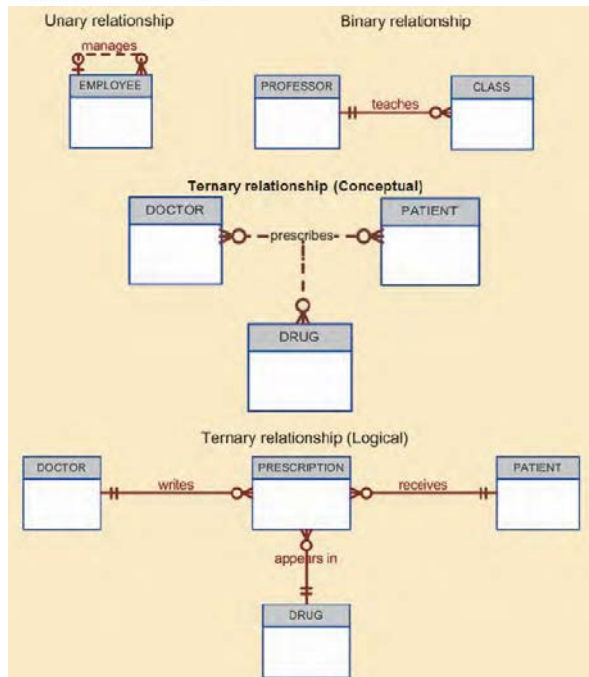 Unary relationship
Binary relationship
manages
EMPLOYEE
PROFESSOR
teaches
CLASS
Ternary relationship (Conceptual)
DOCTOR
prescribes
PATIENT
DRUG
Ternary relationship (Logical)
DOCTOR
writes
PRESCRIPTION
receives
PATIENT
appears in
DRUG